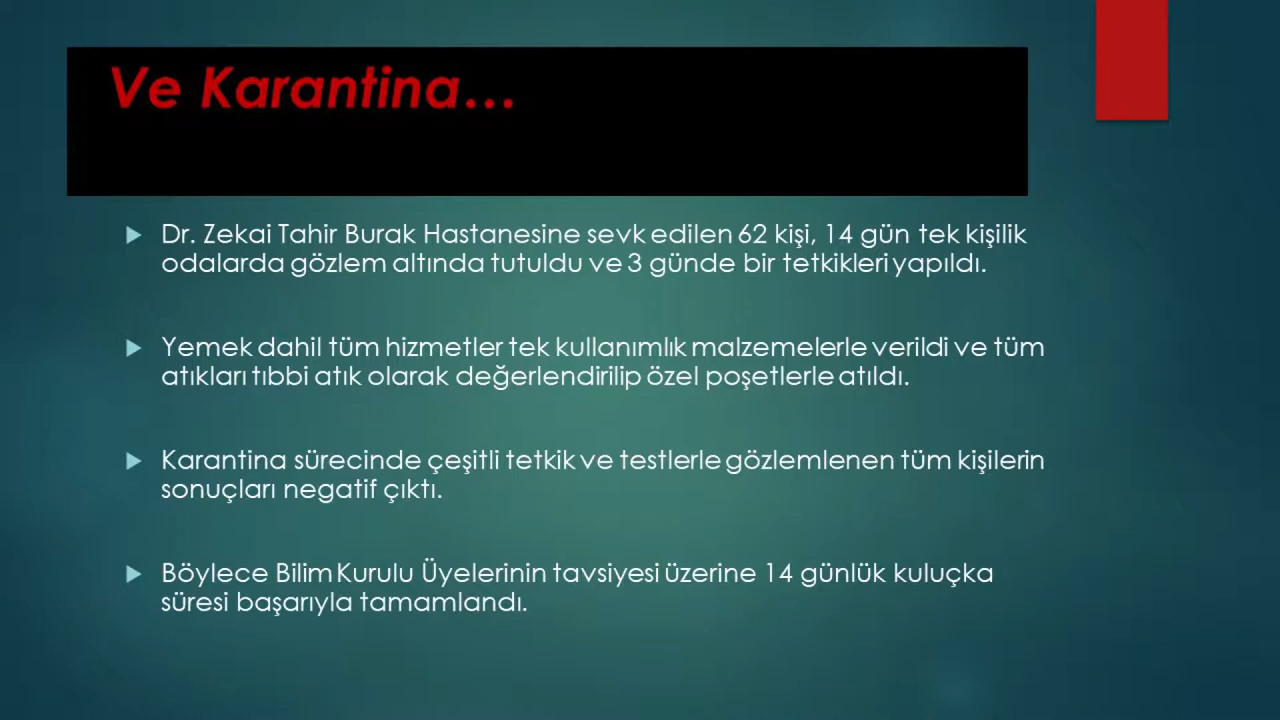 Ve Karantina...
Dr. Zekai Tahir Burak Hastanesine sevk edilen 62 kişi, 14 gün tek kişilik
odalarda gözlem altında tutuldu ve 3 günde bir tetkikleri yapıldı.
Yemek dahil tüm hizmetler tek kullanımlık malzemelerle verildi ve tüm
atıkları tıbbi atık olarak değerlendirilip özel poşetlerle atıldı.
Karantina sürecinde çeşitli tetkik ve testlerle gözlemlenen tüm kişilerin
sonuçları negatif çıktı.
Böylece Bilim Kurulu Üyelerinin tavsiyesi üzerine 14 günlük kuluçka
süresi başarıyla tamamlandı.